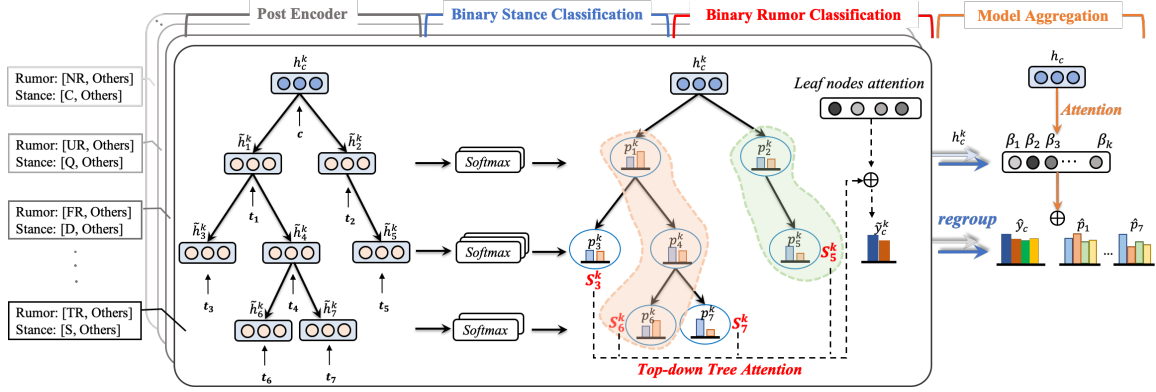 Post Encoder
Binary Stance Classification
Binary Rumor Classification
Model Aggregation
Rumor: [NR, Others]
Stance: [C, Others]
Rumor: [UR, Others]
Stance: [Q, Others]
Rumor: [FR, Others]
Stance: [D, Others]
Rumor: [TR, Others]
Stance: [S, Others]
h_c^k
c
h̃_1^k
h̃_2^k
t_1
t_2
h̃_3^k
h̃_4^k
h̃_5^k
t_3
t_4
t_5
h̃_6^k
h̃_7^k
t_6
t_7
Softmax
Softmax
Softmax
h_c^k
p_1^k
p_2^k
p_3^k
p_4^k
p_5^k
S_3^k
S_5^k
p_6^k
p_7^k
S_6^k
S_7^k
Top-down Tree Attention
Leaf nodes attention
ỹ_c^k
h_c^k
regroup
h_c
Attention
β_1 β_2 β_3 ··· β_k
ŷ_c
p̂_1
...
p̂_7